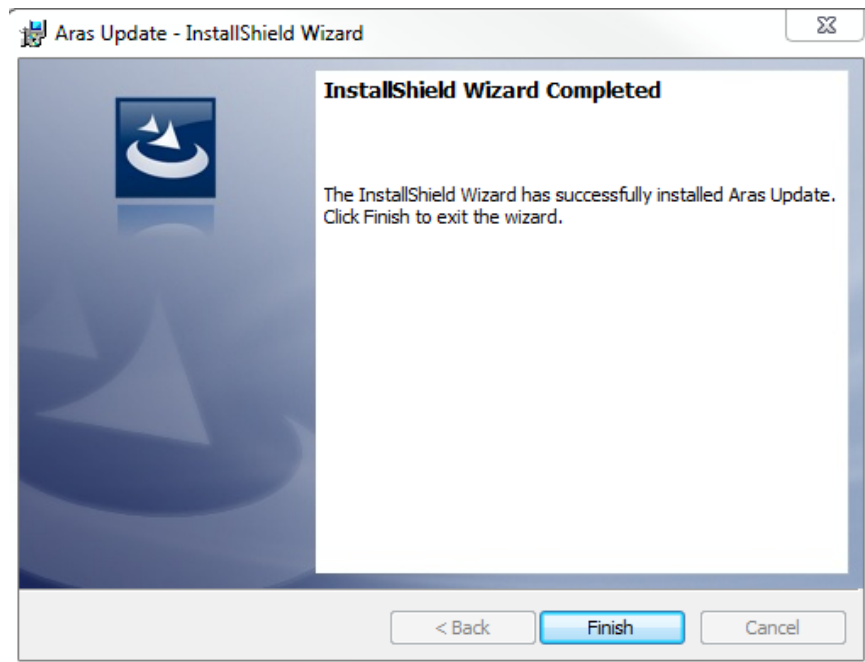 Aras Update - InstallShield Wizard
InstallShield Wizard Completed
The InstallShield Wizard has successfully installed Aras Update.
Click Finish to exit the wizard.
< Back
Finish
Cancel